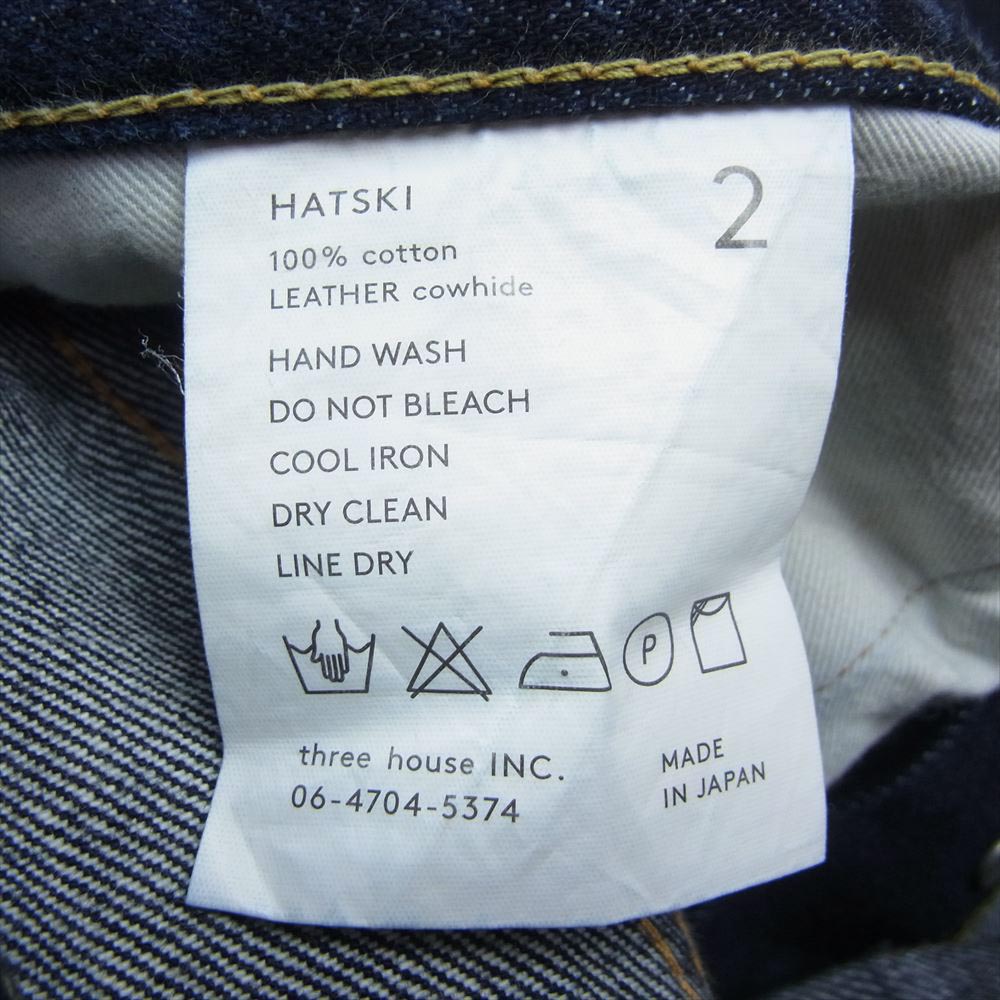 HATSKI
2
100% cotton
LEATHER cowhide
HAND WASH
DO NOT BLEACH
COOL IRON
DRY CLEAN
LINE DRY
P
three house INC.
06-4704-5374
MADE
IN JAPAN